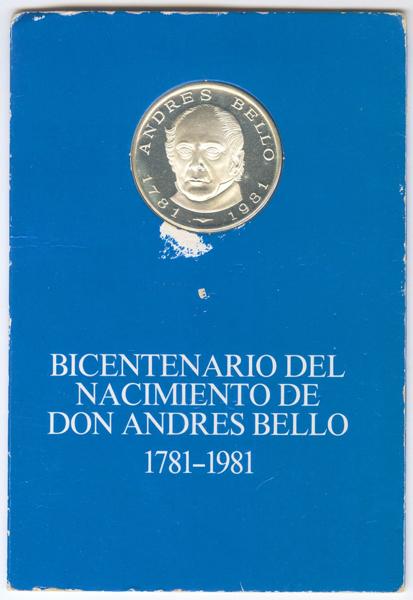 ANDRES BELLO
1781 - 1981
BICENTENARIO DEL
NACIMIENTO DE
DON ANDRES BELLO
1781-1981